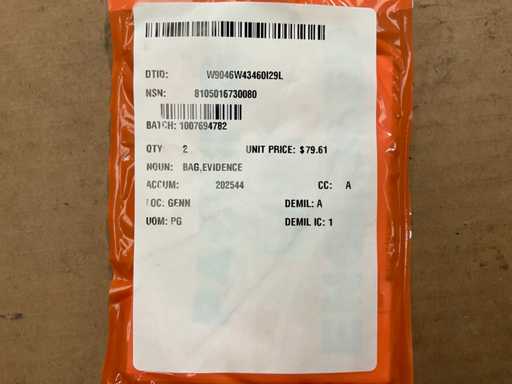 DTID: W9046W43460I29L
NSN: 8105016730080
BATCH: 1007694782
QTY: 2 UNIT PRICE: $79.61
NOUN: BAG,EVIDENCE
ACCUM: 202544 CC: A
LOC: GENN DEMIL: A
UOM: PG DEMIL IC: 1